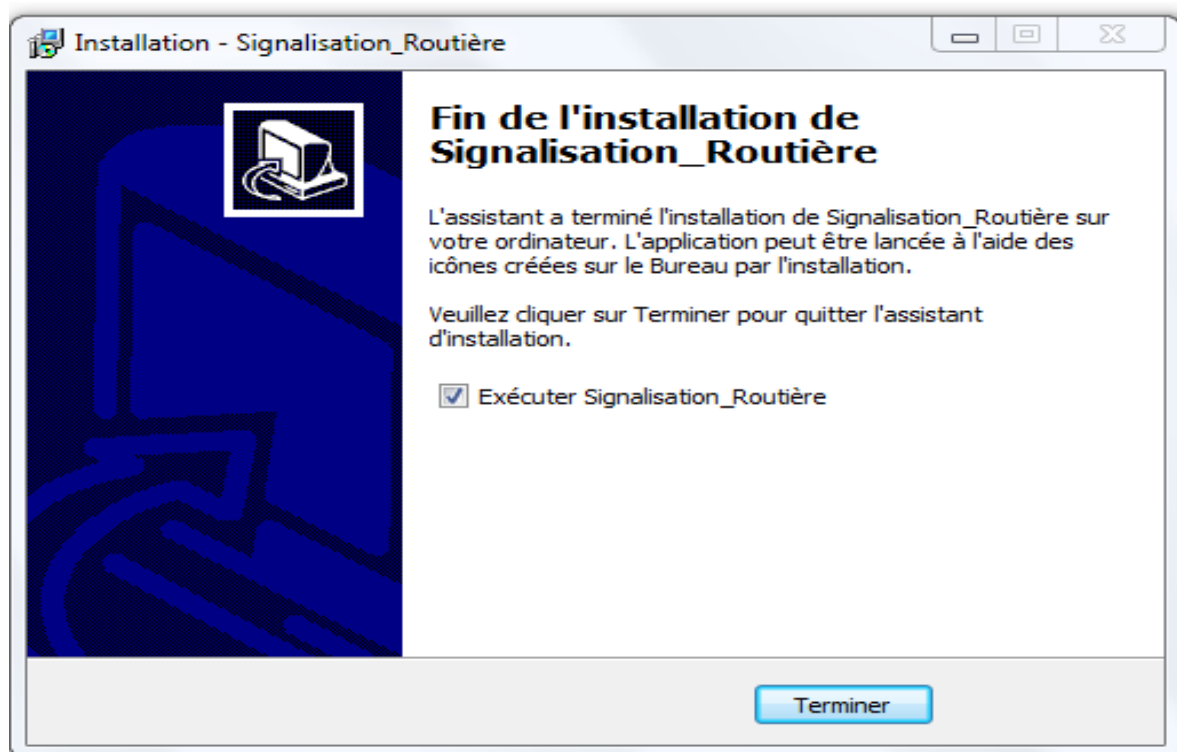 Installation - Signalisation_Routière
Fin de l'installation de
Signalisation_Routière
L'assistant a terminé l'installation de Signalisation_Routière sur
votre ordinateur. L'application peut être lancée à l'aide des
icônes créées sur le Bureau par l'installation.
Veuillez cliquer sur Terminer pour quitter l'assistant
d'installation.
Exécuter Signalisation_Routière
Terminer